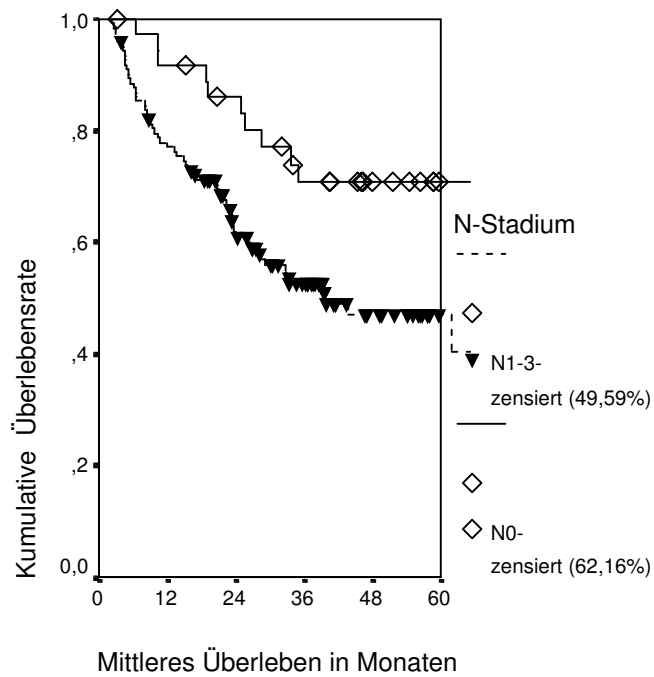 1,0
,8
,6
,4
,2
0,0
Kumulative Überlebensrate
0 12 24 36 48 60
Mittleres Überleben in Monaten
N-Stadium
N1-3-
zensiert (49,59%)
N0-
zensiert (62,16%)